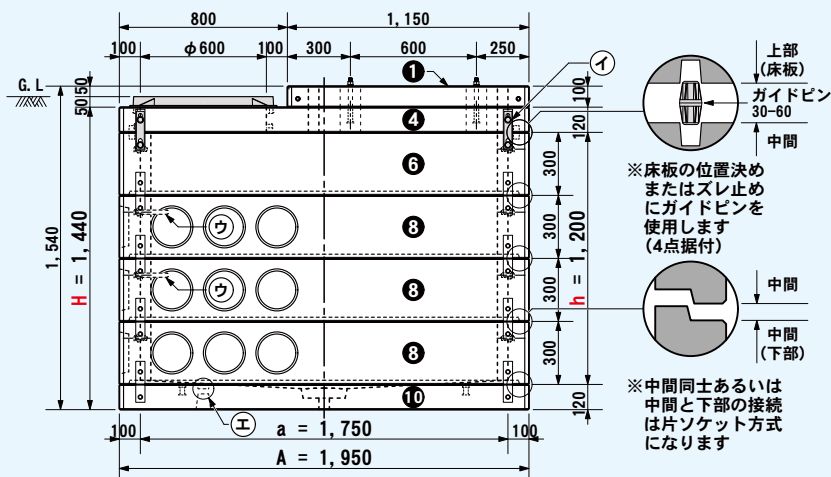 800
1,150
100
φ600
100
300
600
250
イ
G.L
50
50
1
100
4
120
6
300
8
ウ
300
8
ウ
300
8
300
10
120
エ
1,540
H = 1,440
h = 1,200
100
a = 1,750
100
A = 1,950
上部
(床板)
ガイドピン
30-60
中間
※床板の位置決め
またはズレ止め
にガイドピンを
使用します
(4点据付)
中間
中間
(下部)
※中間同士あるいは
中間と下部の接続
は片ソケット方式
になります